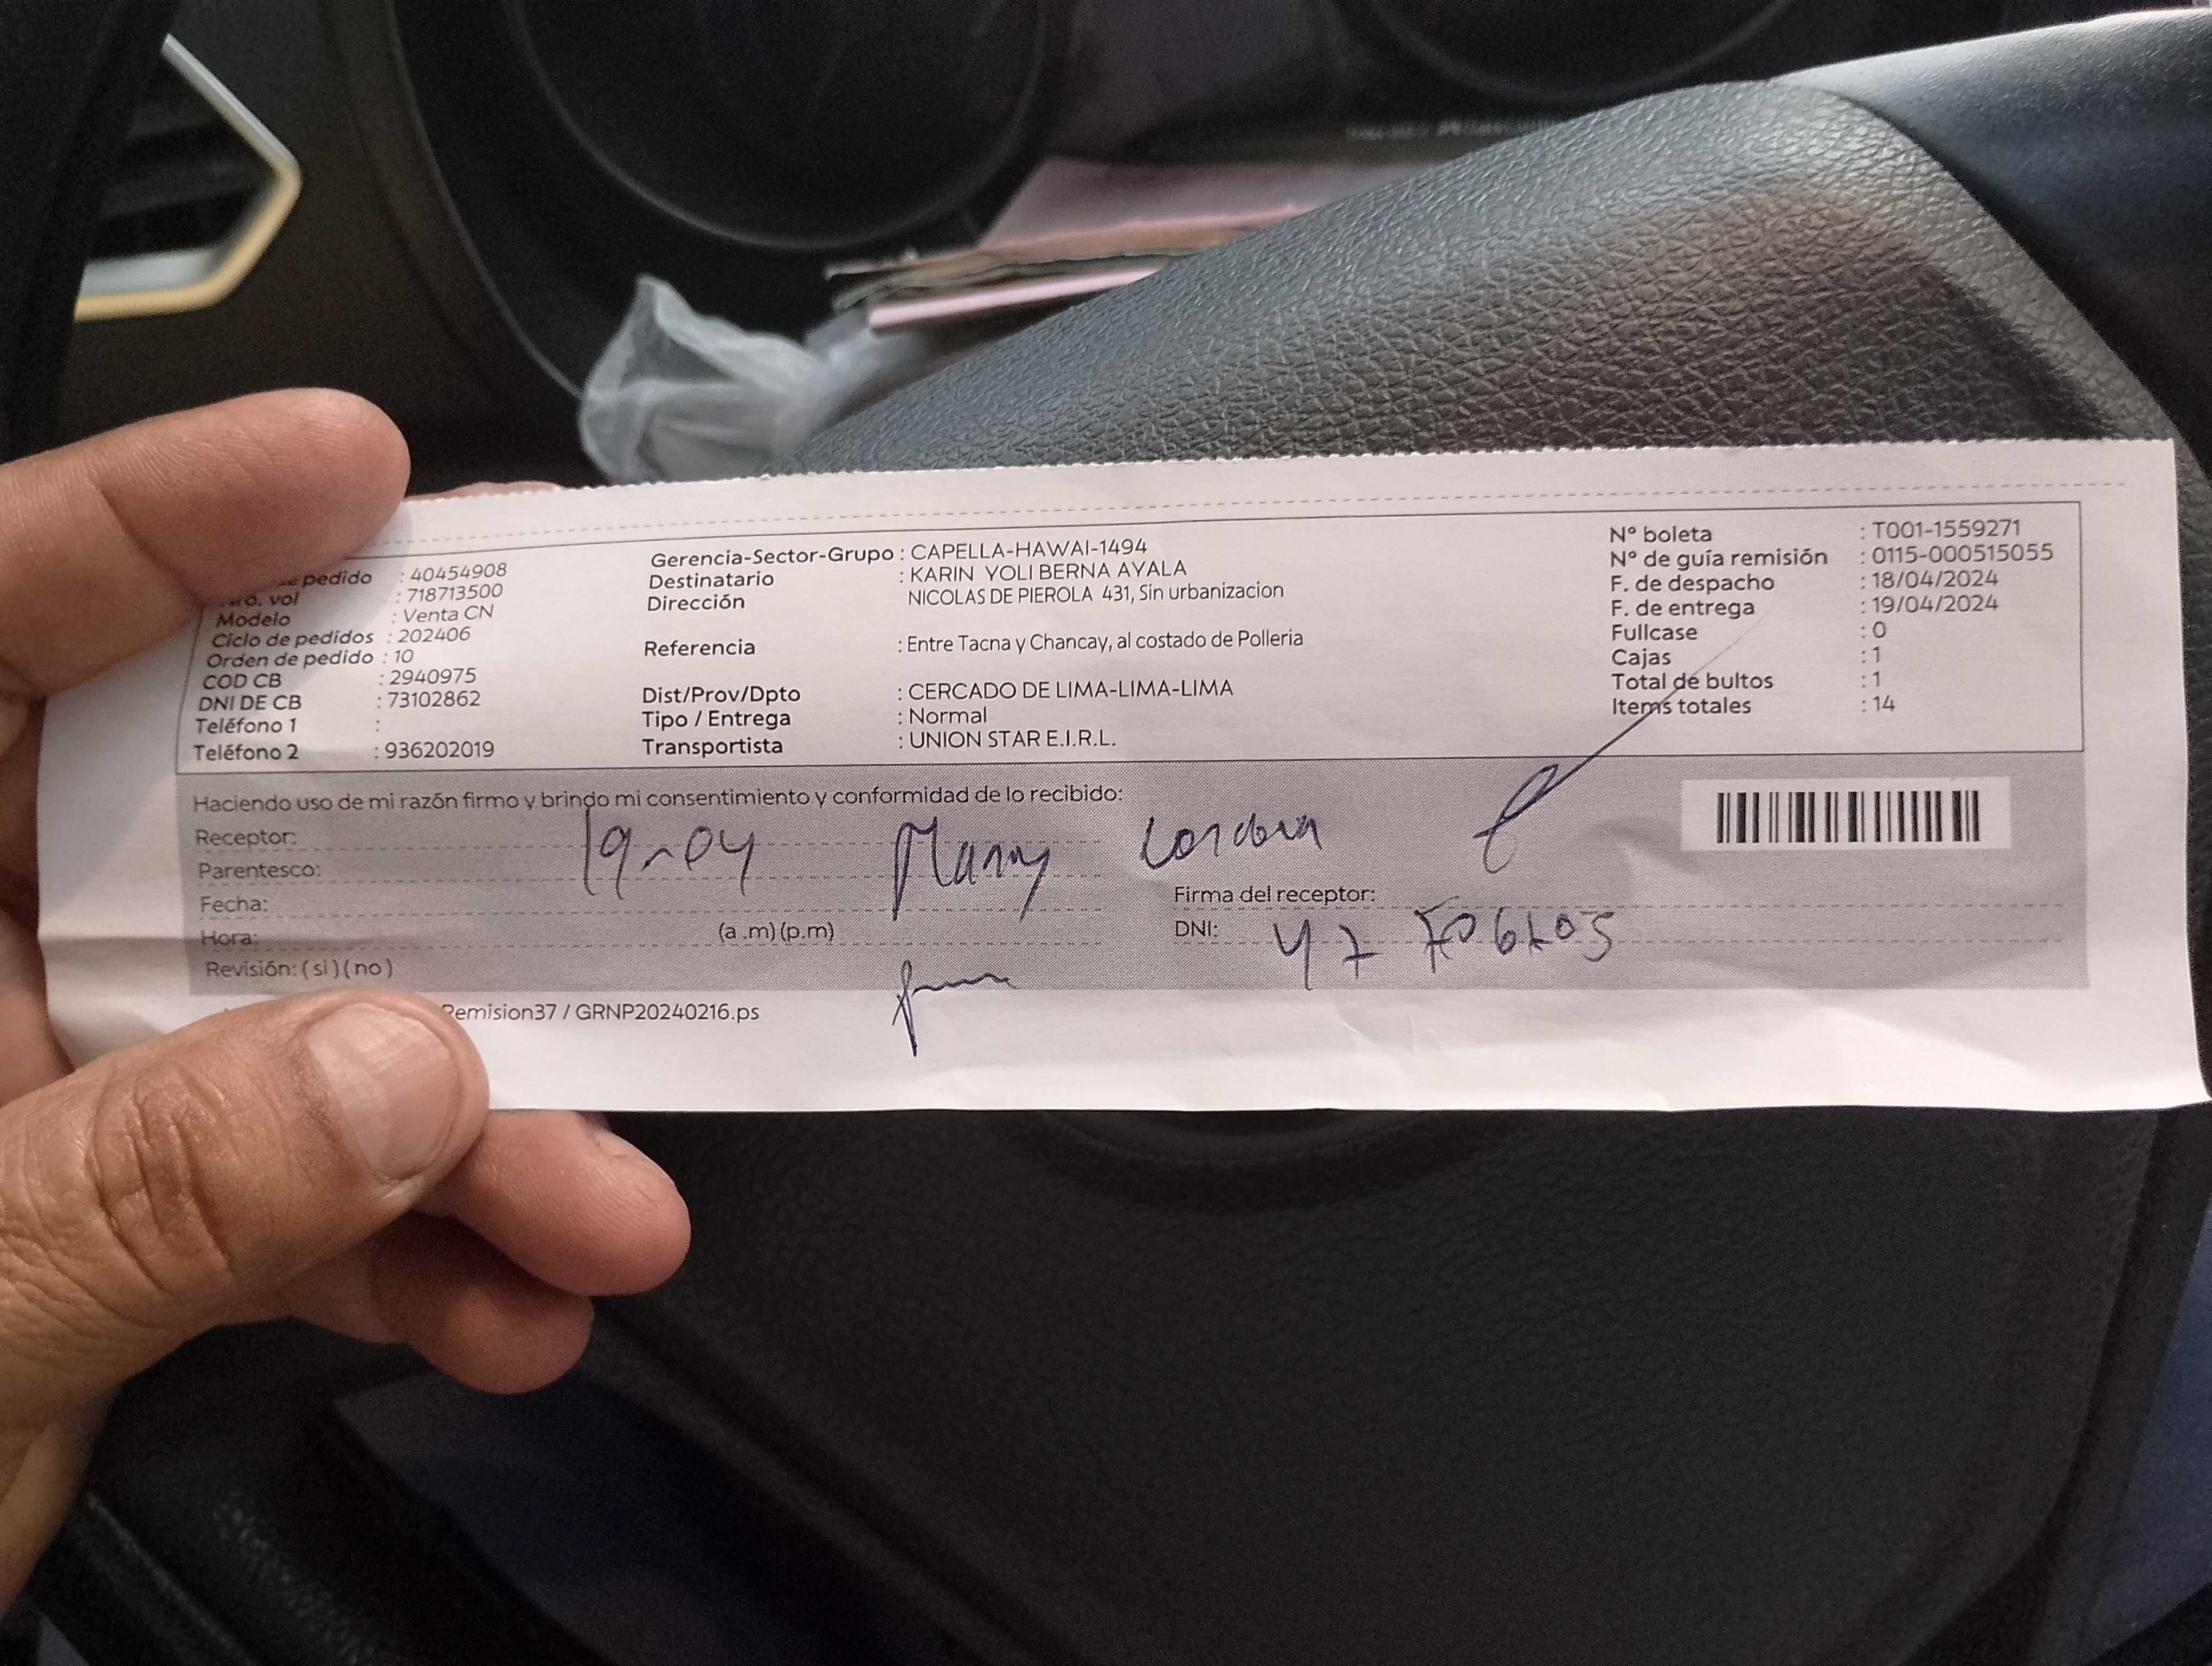 pedido : 40454908
Nro. vol : 718713500
Modelo : Venta CN
Ciclo de pedidos : 202406
Orden de pedido : 10
COD CB : 2940975
DNI DE CB : 73102862
Teléfono 1 :
Teléfono 2 : 936202019
Gerencia-Sector-Grupo : CAPELLA-HAWAI-1494
Destinatario : KARIN YOLI BERNA AYALA
Dirección NICOLAS DE PIEROLA 431, Sin urbanizacion
Referencia : Entre Tacna y Chancay, al costado de Polleria
Dist/Prov/Dpto : CERCADO DE LIMA-LIMA-LIMA
Tipo / Entrega : Normal
Transportista : UNION STAR E.I.R.L.
N° boleta : T001-1559271
N° de guía remisión : 0115-000515055
F. de despacho : 18/04/2024
F. de entrega : 19/04/2024
Fullcase : 0
Cajas : 1
Total de bultos : 1
Items totales : 14
Haciendo uso de mi razón firmo y brindo mi consentimiento y conformidad de lo recibido:
Receptor:
19-04 Manny Cordova
Parentesco:
Fecha:
Firma del receptor:
Hora: (a .m) (p.m)
DNI: 47
Revisión: (si) (no)
Remision37 / GRNP20240216.ps